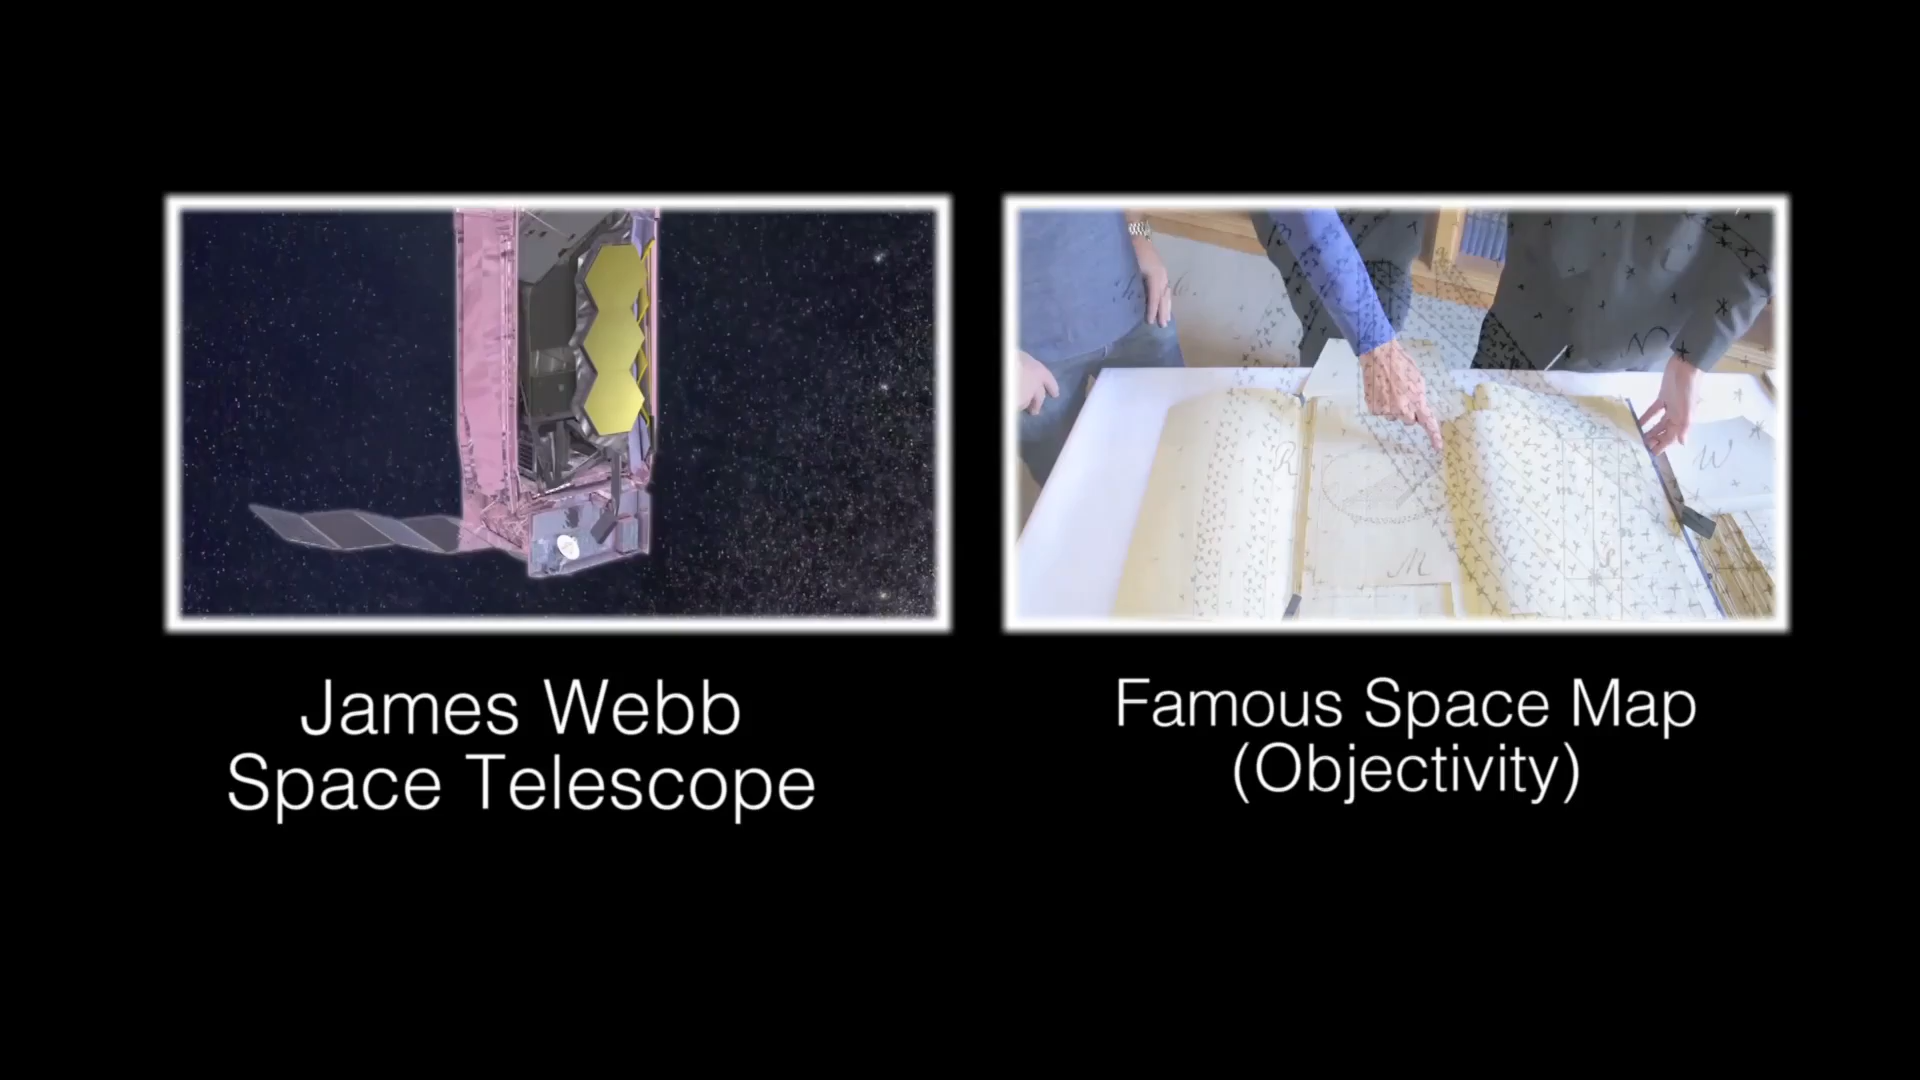 James Webb
Space Telescope
Famous Space Map
(Objectivity)
R
M
W